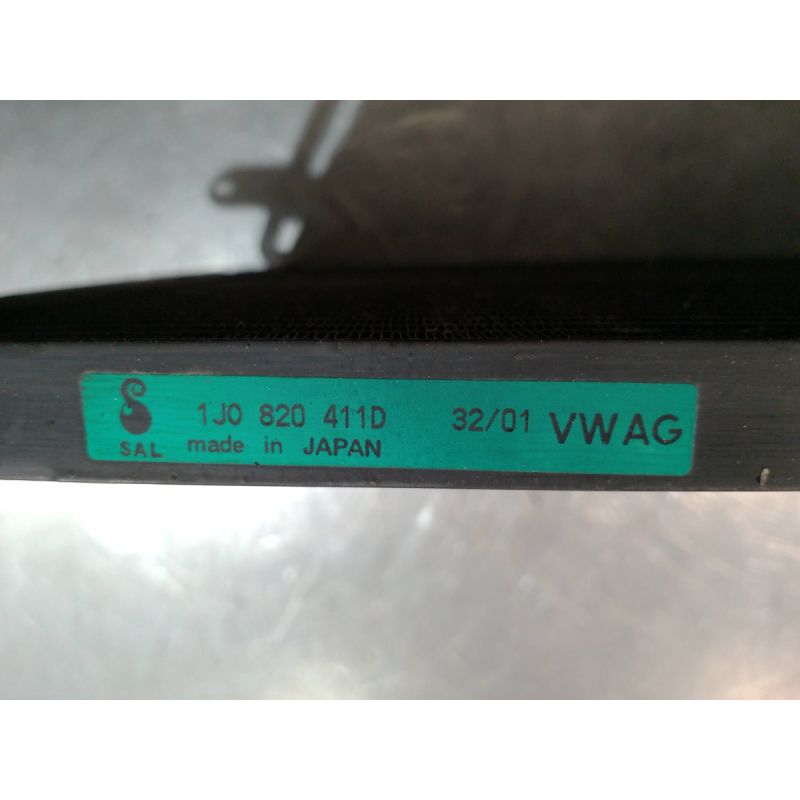 1J0 820 411D 32/01 VWAG
SAL made in JAPAN